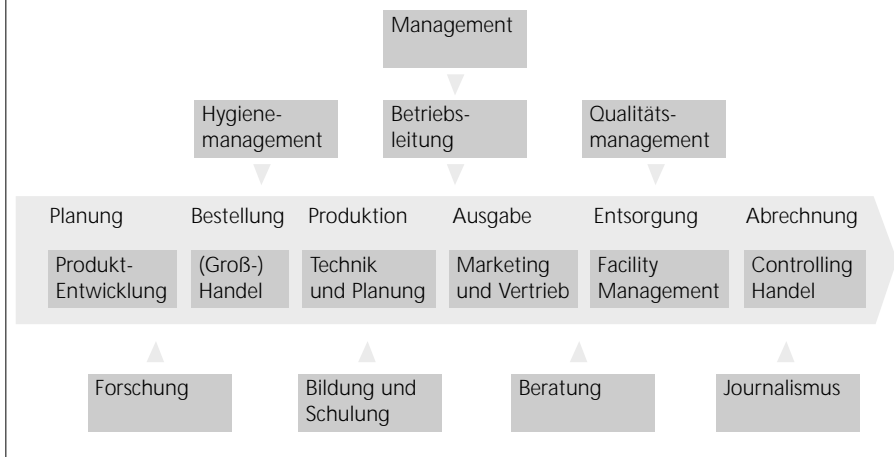 Management
Hygiene-
management
Betriebs-
leitung
Qualitäts-
management
Planung
Bestellung
Produktion
Ausgabe
Entsorgung
Abrechnung
Produkt-
Entwicklung
(Groß-)
Handel
Technik
und Planung
Marketing
und Vertrieb
Facility
Management
Controlling
Handel
Forschung
Bildung und
Schulung
Beratung
Journalismus